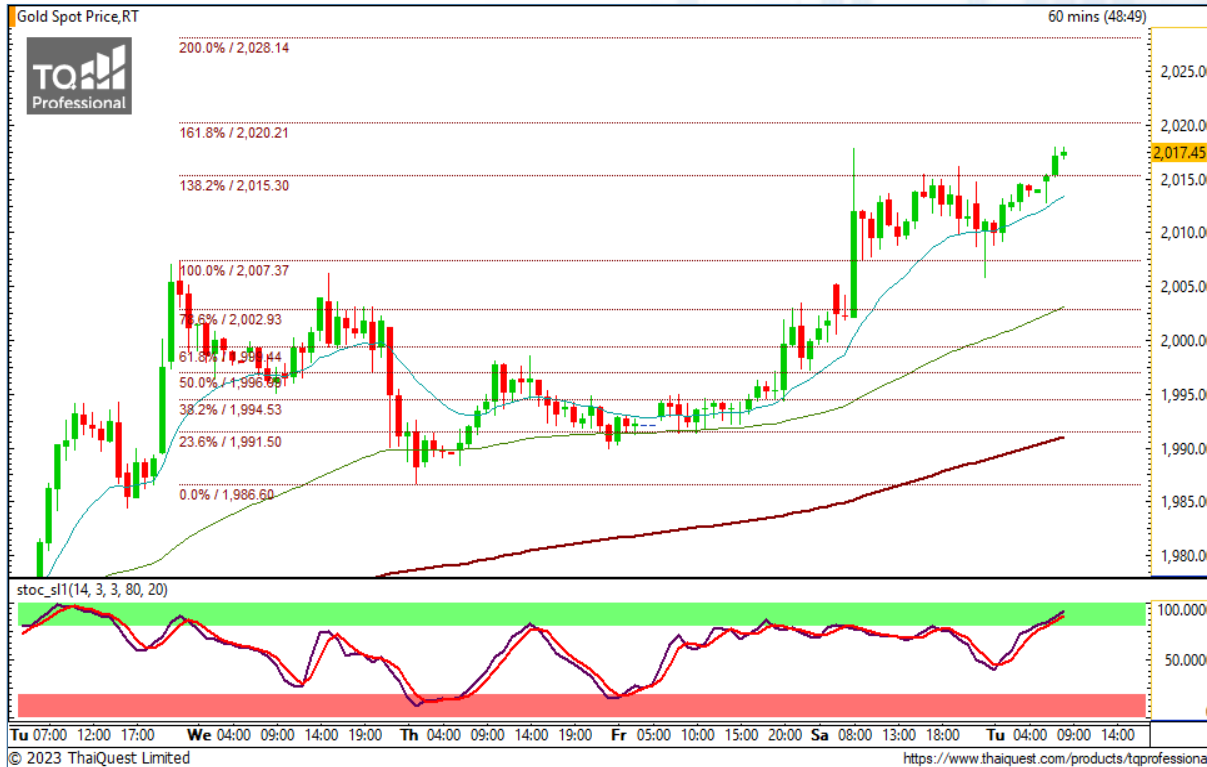 Gold Spot Price,RT
60 mins (48:49)
TQ
Professional
200.0% / 2,028.14
2,025.00
161.8% / 2,020.21
2,020.00
2,017.45
138.2% / 2,015.30
2,015.00
2,010.00
100.0% / 2,007.37
2,005.00
78.6% / 2,002.93
2,000.00
61.8% / 1,999.44
50.0% / 1,996.99
1,995.00
38.2% / 1,994.53
23.6% / 1,991.50
1,990.00
0.0% / 1,986.60
1,985.00
1,980.00
stoc_sl1(14, 3, 3, 80, 20)
100.0000
50.0000
Tu 07:00 12:00 17:00 We 04:00 09:00 14:00 19:00 Th 04:00 09:00 14:00 19:00 Fr 05:00 10:00 15:00 20:00 Sa 08:00 13:00 18:00 Tu 04:00 09:00 14:00
© 2023 ThaiQuest Limited
https://www.thaiquest.com/products/tqprofessiona